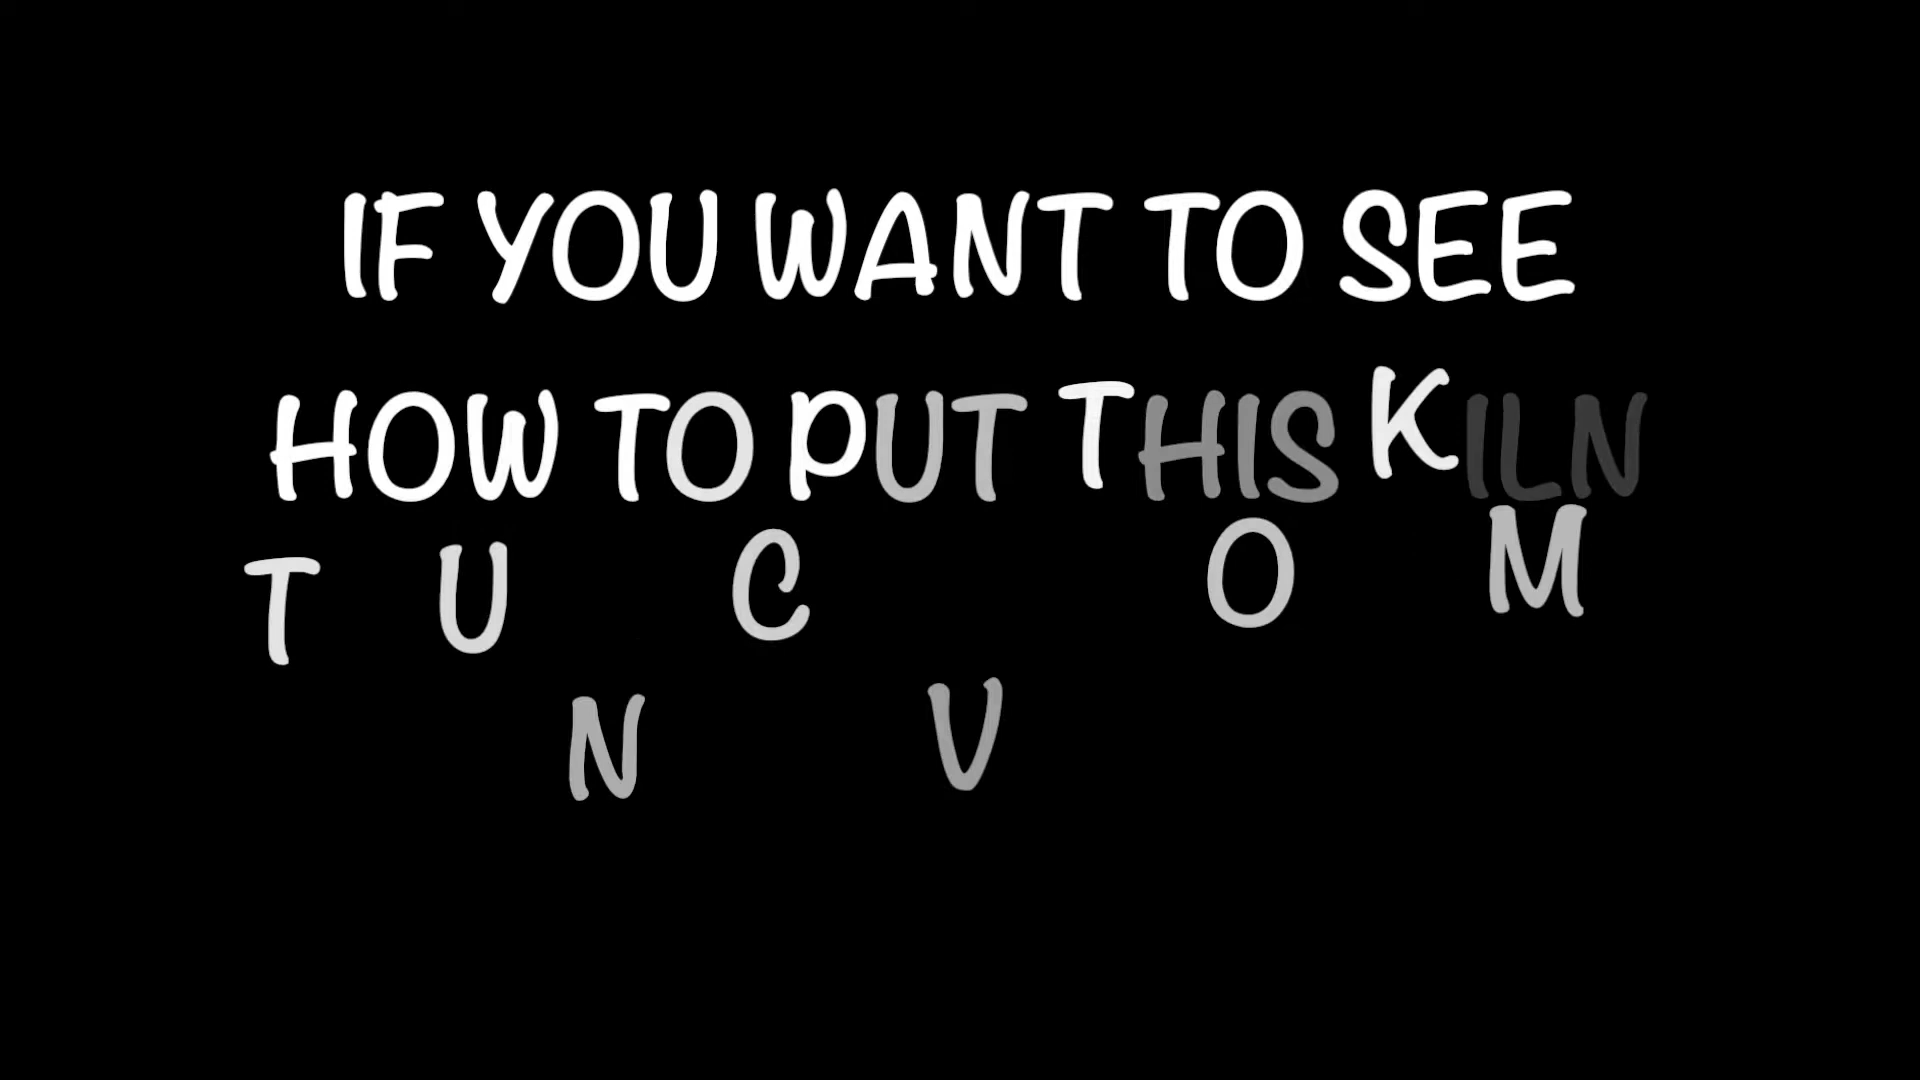 IF YOU WANT TO SEE
HOW TO PUT THIS KILN
T U C O M
N V